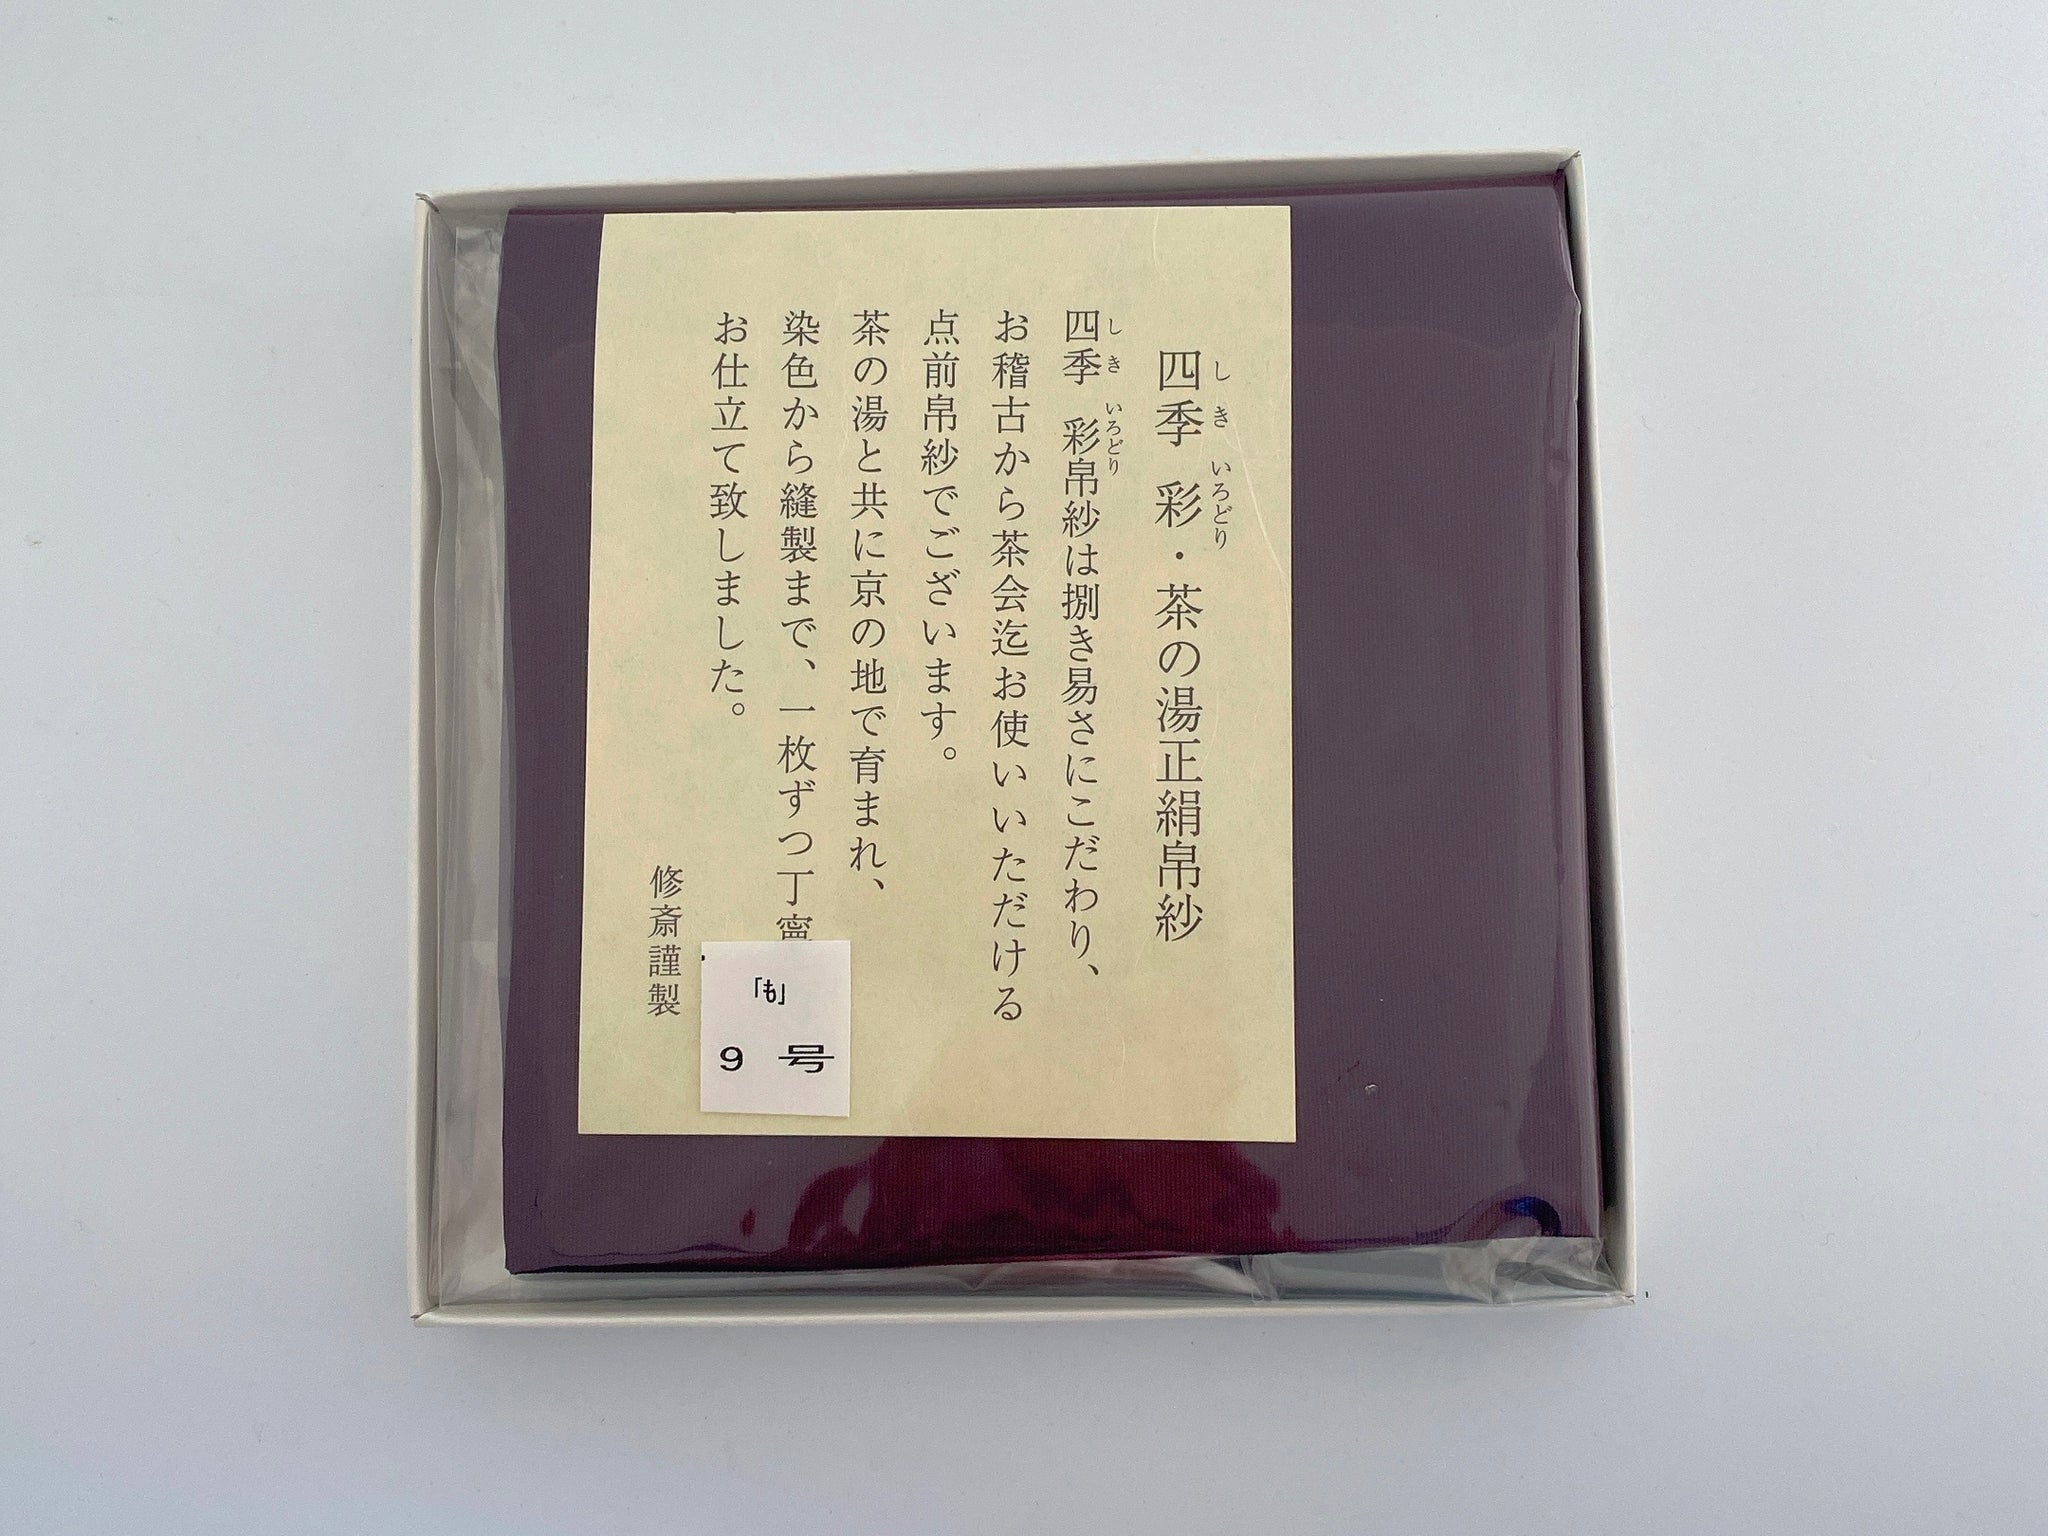 四季 彩・茶の湯正絹帛紗
しき いろどり
四季 彩帛紗は捌き易さにこだわり、
しき いろどり
お稽古から茶会迄お使いいただける
点前帛紗でございます。
茶の湯と共に京の地で育まれ、
染色から縫製まで、一枚ずつ丁寧
お仕立て致しました。
修斎謹製
「も」
9 号